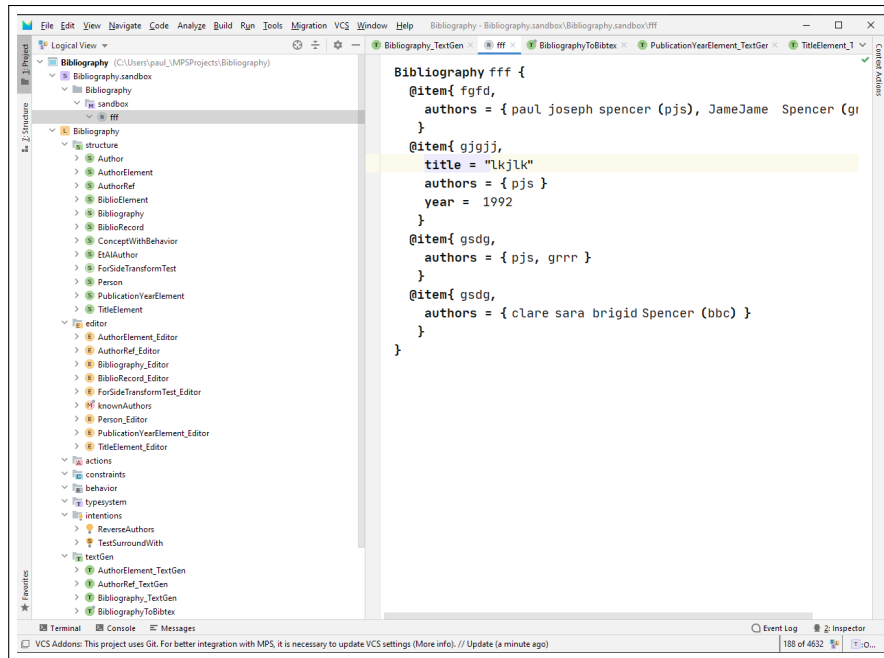 File Edit View Navigate Code Analyze Build Run Tools Migration VCS Window Help Bibliography - Bibliography.sandbox\Bibliography.sandbox\fff
Logical View
Bibliography_TextGen
fff
BibliographyToBibtex
PublicationYearElement_TextGer
TitleElement_T
1: Project
Z: Structure
Favorites
Bibliography (C:\Users\paul_\MPSProjects\Bibliography)
Bibliography.sandbox
Bibliography
sandbox
fff
Bibliography
structure
Author
AuthorElement
AuthorRef
BiblioElement
Bibliography
BiblioRecord
ConceptWithBehavior
EtAlAuthor
ForSideTransformTest
Person
PublicationYearElement
TitleElement
editor
AuthorElement_Editor
AuthorRef_Editor
Bibliography_Editor
BiblioRecord_Editor
ForSideTransformTest_Editor
knownAuthors
Person_Editor
PublicationYearElement_Editor
TitleElement_Editor
actions
constraints
behavior
typesystem
intentions
ReverseAuthors
TestSurroundWith
textGen
AuthorElement_TextGen
AuthorRef_TextGen
Bibliography_TextGen
BibliographyToBibtex
Bibliography fff {
@item{ fgfd,
authors = { paul joseph spencer (pjs), JameJame Spencer (gr
}
@item{ gjgjj,
title = "lkjlk"
authors = { pjs }
year = 1992
}
@item{ gsdg,
authors = { pjs, grrr }
}
@item{ gsdg,
authors = { clare sara brigid Spencer (bbc) }
}
}
Context Actions
Terminal Console Messages Event Log 2: Inspector
VCS Addons: This project uses Git. For better integration with MPS, it is necessary to update VCS settings (More info). // Update (a minute ago) 188 of 4632 T:O...